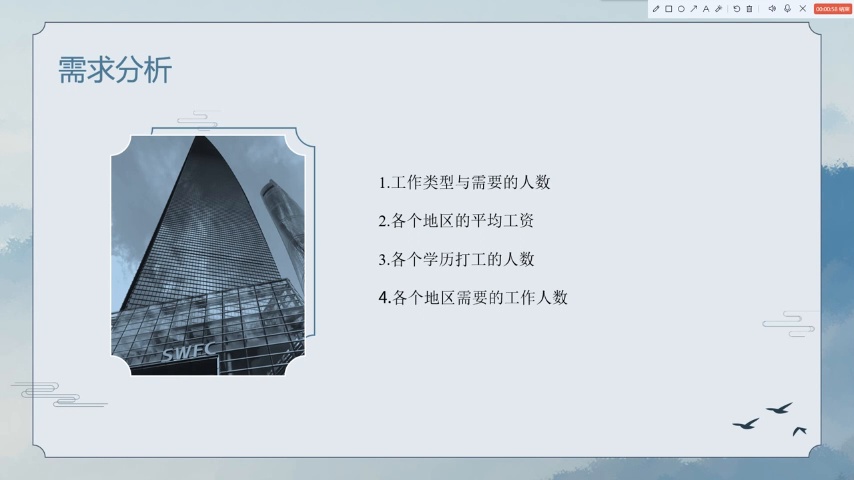 00:00:58 结束
需求分析
1.工作类型与需要的人数
2.各个地区的平均工资
3.各个学历打工的人数
4.各个地区需要的工作人数
SWFC